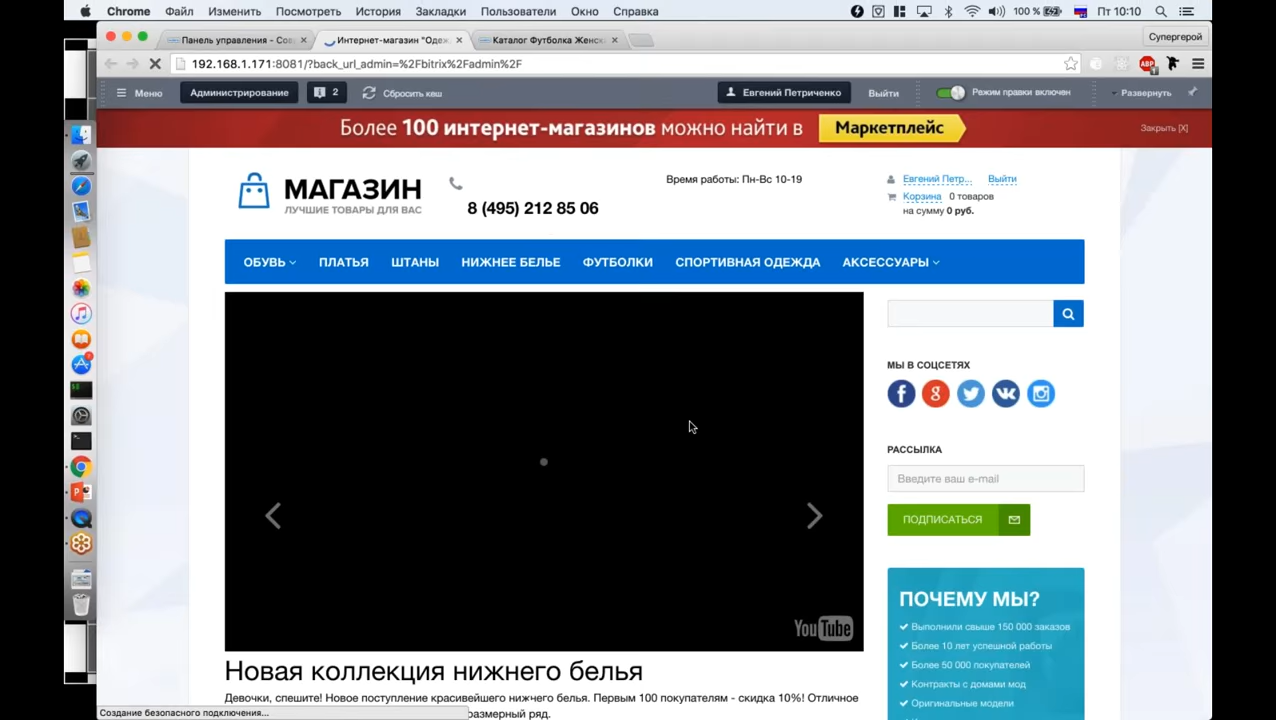 Chrome Файл Изменить Посмотреть История Закладки Пользователи Окно Справка 100 % Пт 10:10
Панель управления - Сов Интернет-магазин "Одеж Каталог Футболка Женск Супергерой
192.168.1.171:8081/?back_url_admin=%2Fbitrix%2Fadmin%2F ABP 1
Меню Администрирование 2 Сбросить кеш Евгений Петриченко Выйти Режим правки включен Развернуть
Более 100 интернет-магазинов можно найти в Маркетплейс Закрыть [X]
МАГАЗИН
ЛУЧШИЕ ТОВАРЫ ДЛЯ ВАС
8 (495) 212 85 06
Время работы: Пн-Вс 10-19
Евгений Петр... Выйти
Корзина 0 товаров
на сумму 0 руб.
ОБУВЬ ПЛАТЬЯ ШТАНЫ НИЖНЕЕ БЕЛЬЕ ФУТБОЛКИ СПОРТИВНАЯ ОДЕЖДА АКСЕССУАРЫ
YouTube
МЫ В СОЦСЕТЯХ
РАССЫЛКА
Введите ваш e-mail
ПОДПИСАТЬСЯ
ПОЧЕМУ МЫ?
Выполнили свыше 150 000 заказов
Более 10 лет успешной работы
Более 50 000 покупателей
Контракты с домами мод
Оригинальные модели
Новая коллекция нижнего белья
Девочки, спешите! Новое поступление красивейшего нижнего белья. Первым 100 покупателям - скидка 10%! Отличное
размерный ряд.
Создание безопасного подключения...